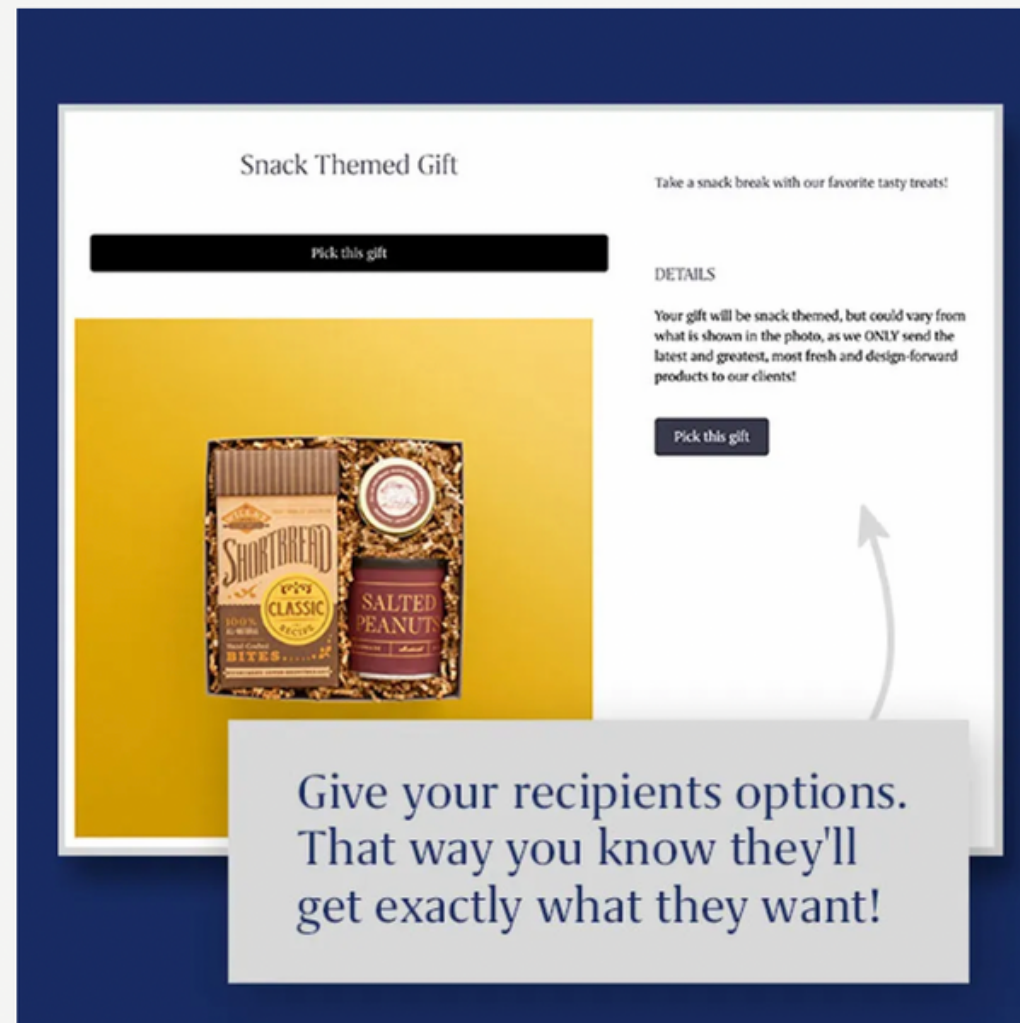 Snack Themed Gift
Pick this gift
SHORTBREAD
CLASSIC
RECIPE
100%
BITES
SALTED
PEANUTS
Take a snack break with our favorite tasty treats!
DETAILS
Your gift will be snack themed, but could vary from
what is shown in the photo, as we ONLY send the
latest and greatest, most fresh and design-forward
products to our clients!
Pick this gift
Give your recipients options.
That way you know they'll
get exactly what they want!